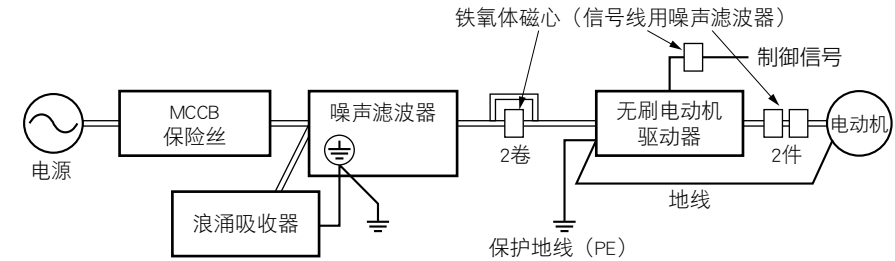 铁氧体磁心（信号线用噪声滤波器）
制御信号
MCCB
保险丝
噪声滤波器
无刷电动机
驱动器
电动机
电源
2卷
2件
浪涌吸收器
地线
保护地线（PE）